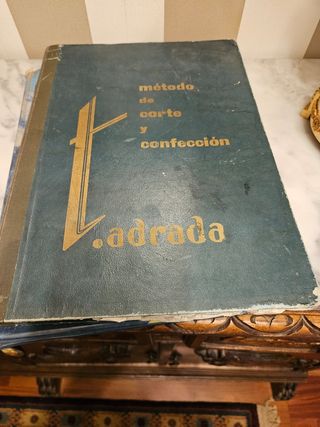 método
de
corte
y
confección
t.adrada